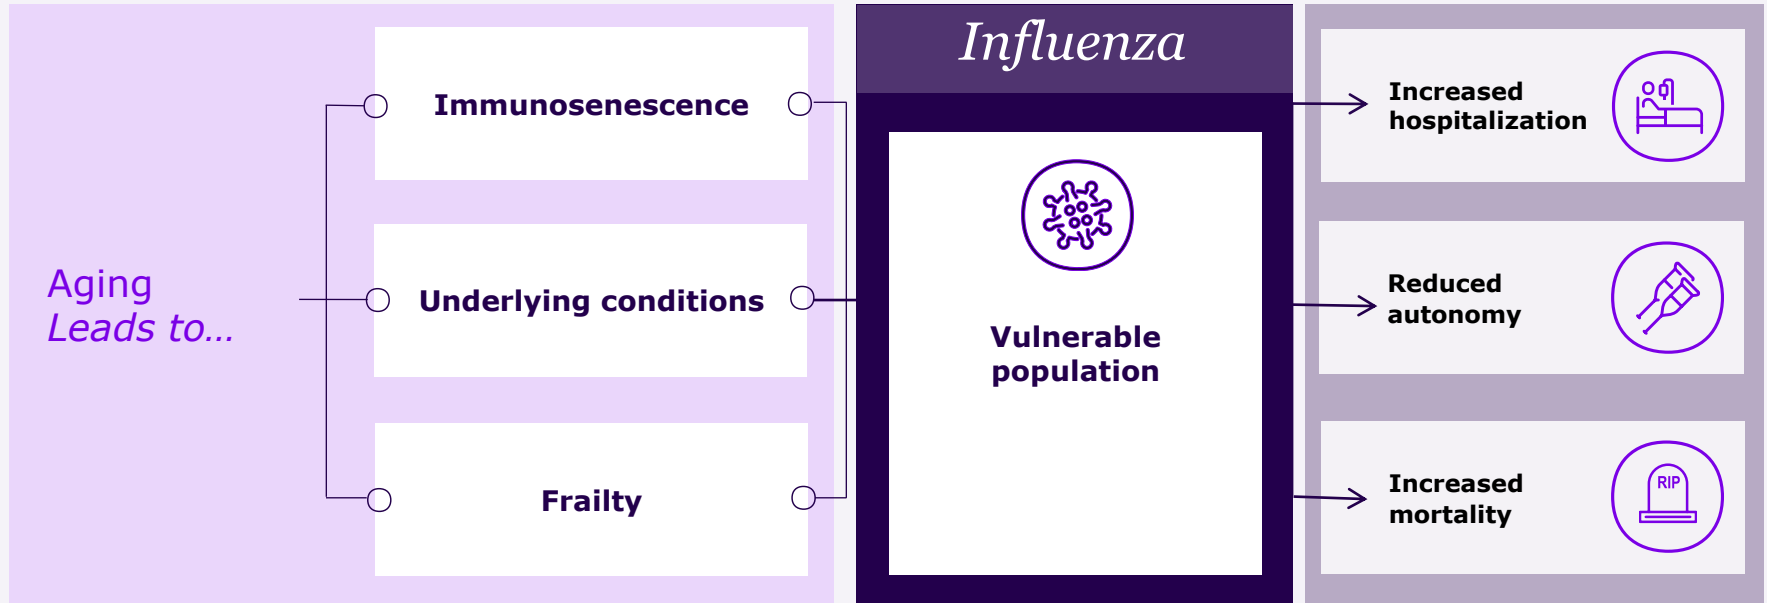 Aging
Leads to...
Immunosenescence
Underlying conditions
Frailty
Influenza
Vulnerable
population
Increased
hospitalization
Reduced
autonomy
Increased
mortality
RIP